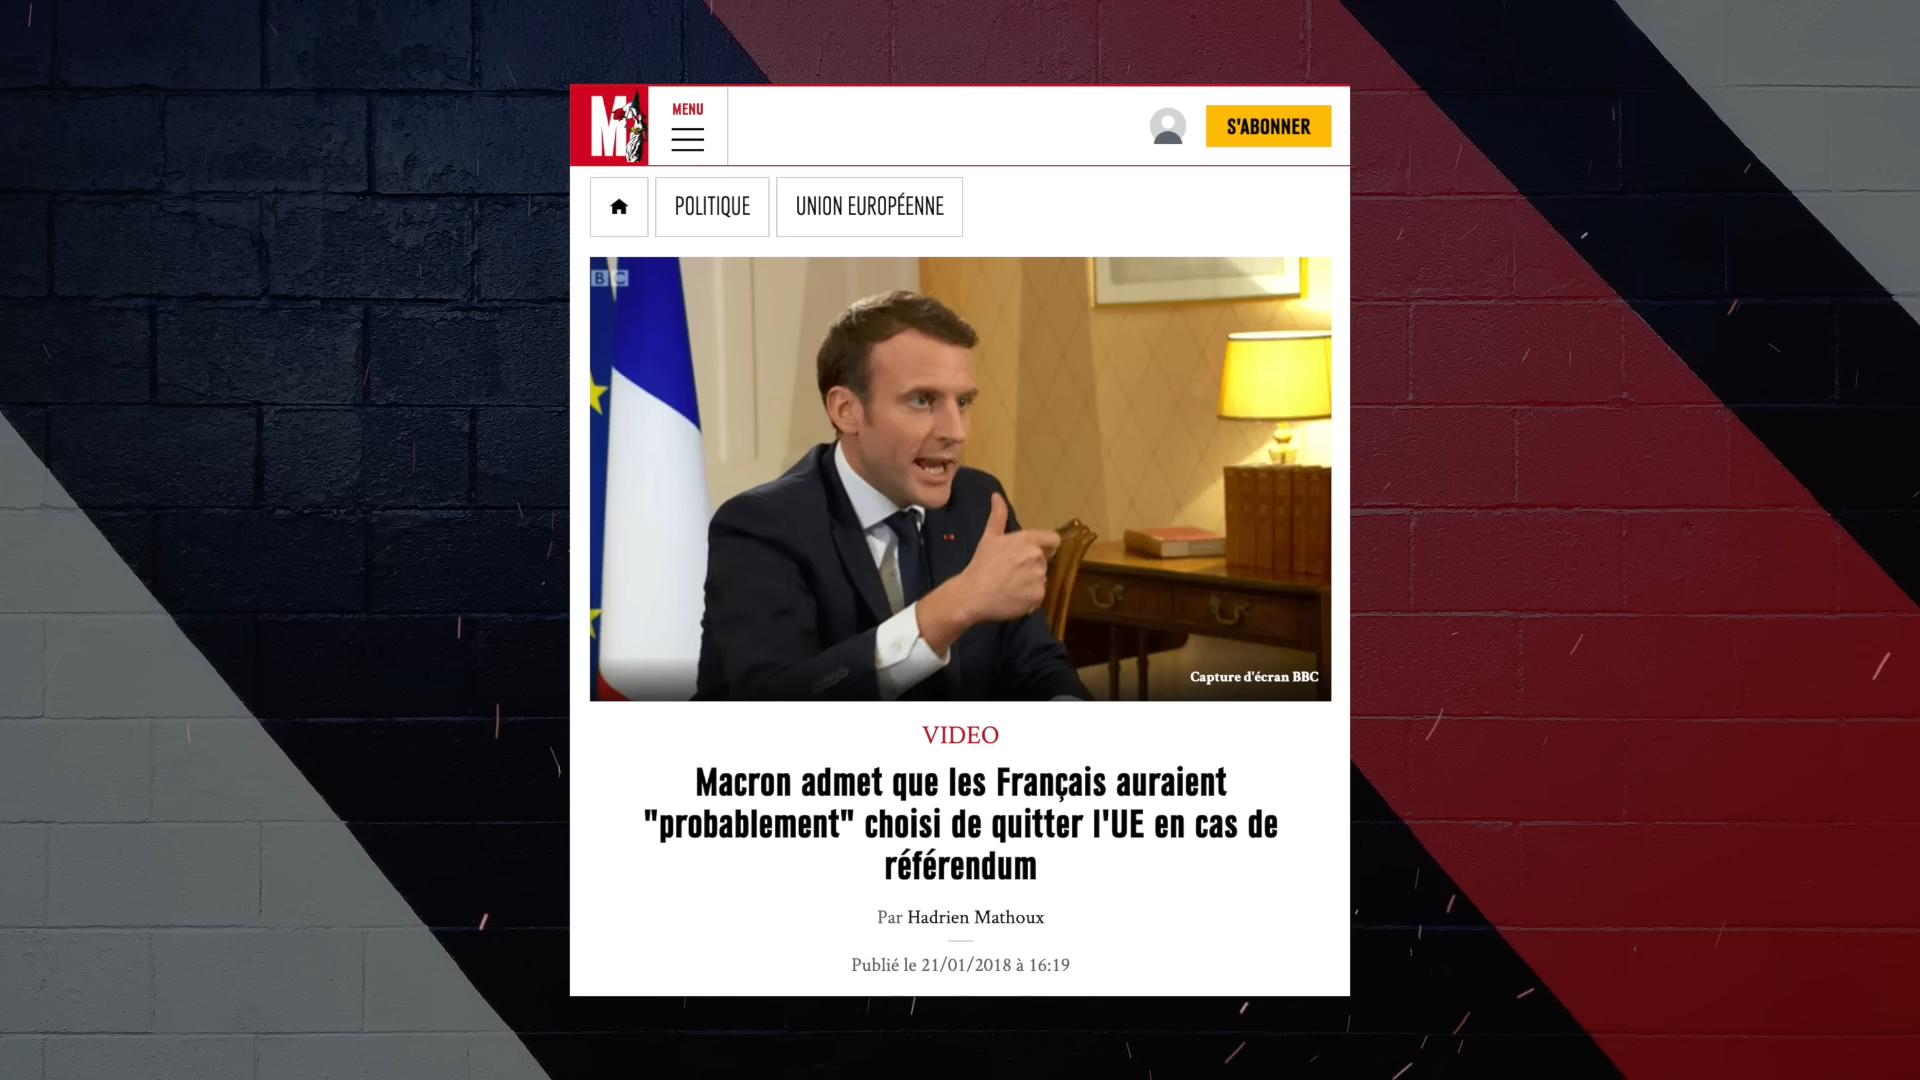 M
MENU
S'ABONNER
POLITIQUE
UNION EUROPÉENNE
BBC
Capture d'écran BBC
VIDEO
Macron admet que les Français auraient
"probablement" choisi de quitter l'UE en cas de
référendum
Par Hadrien Mathoux
Publié le 21/01/2018 à 16:19